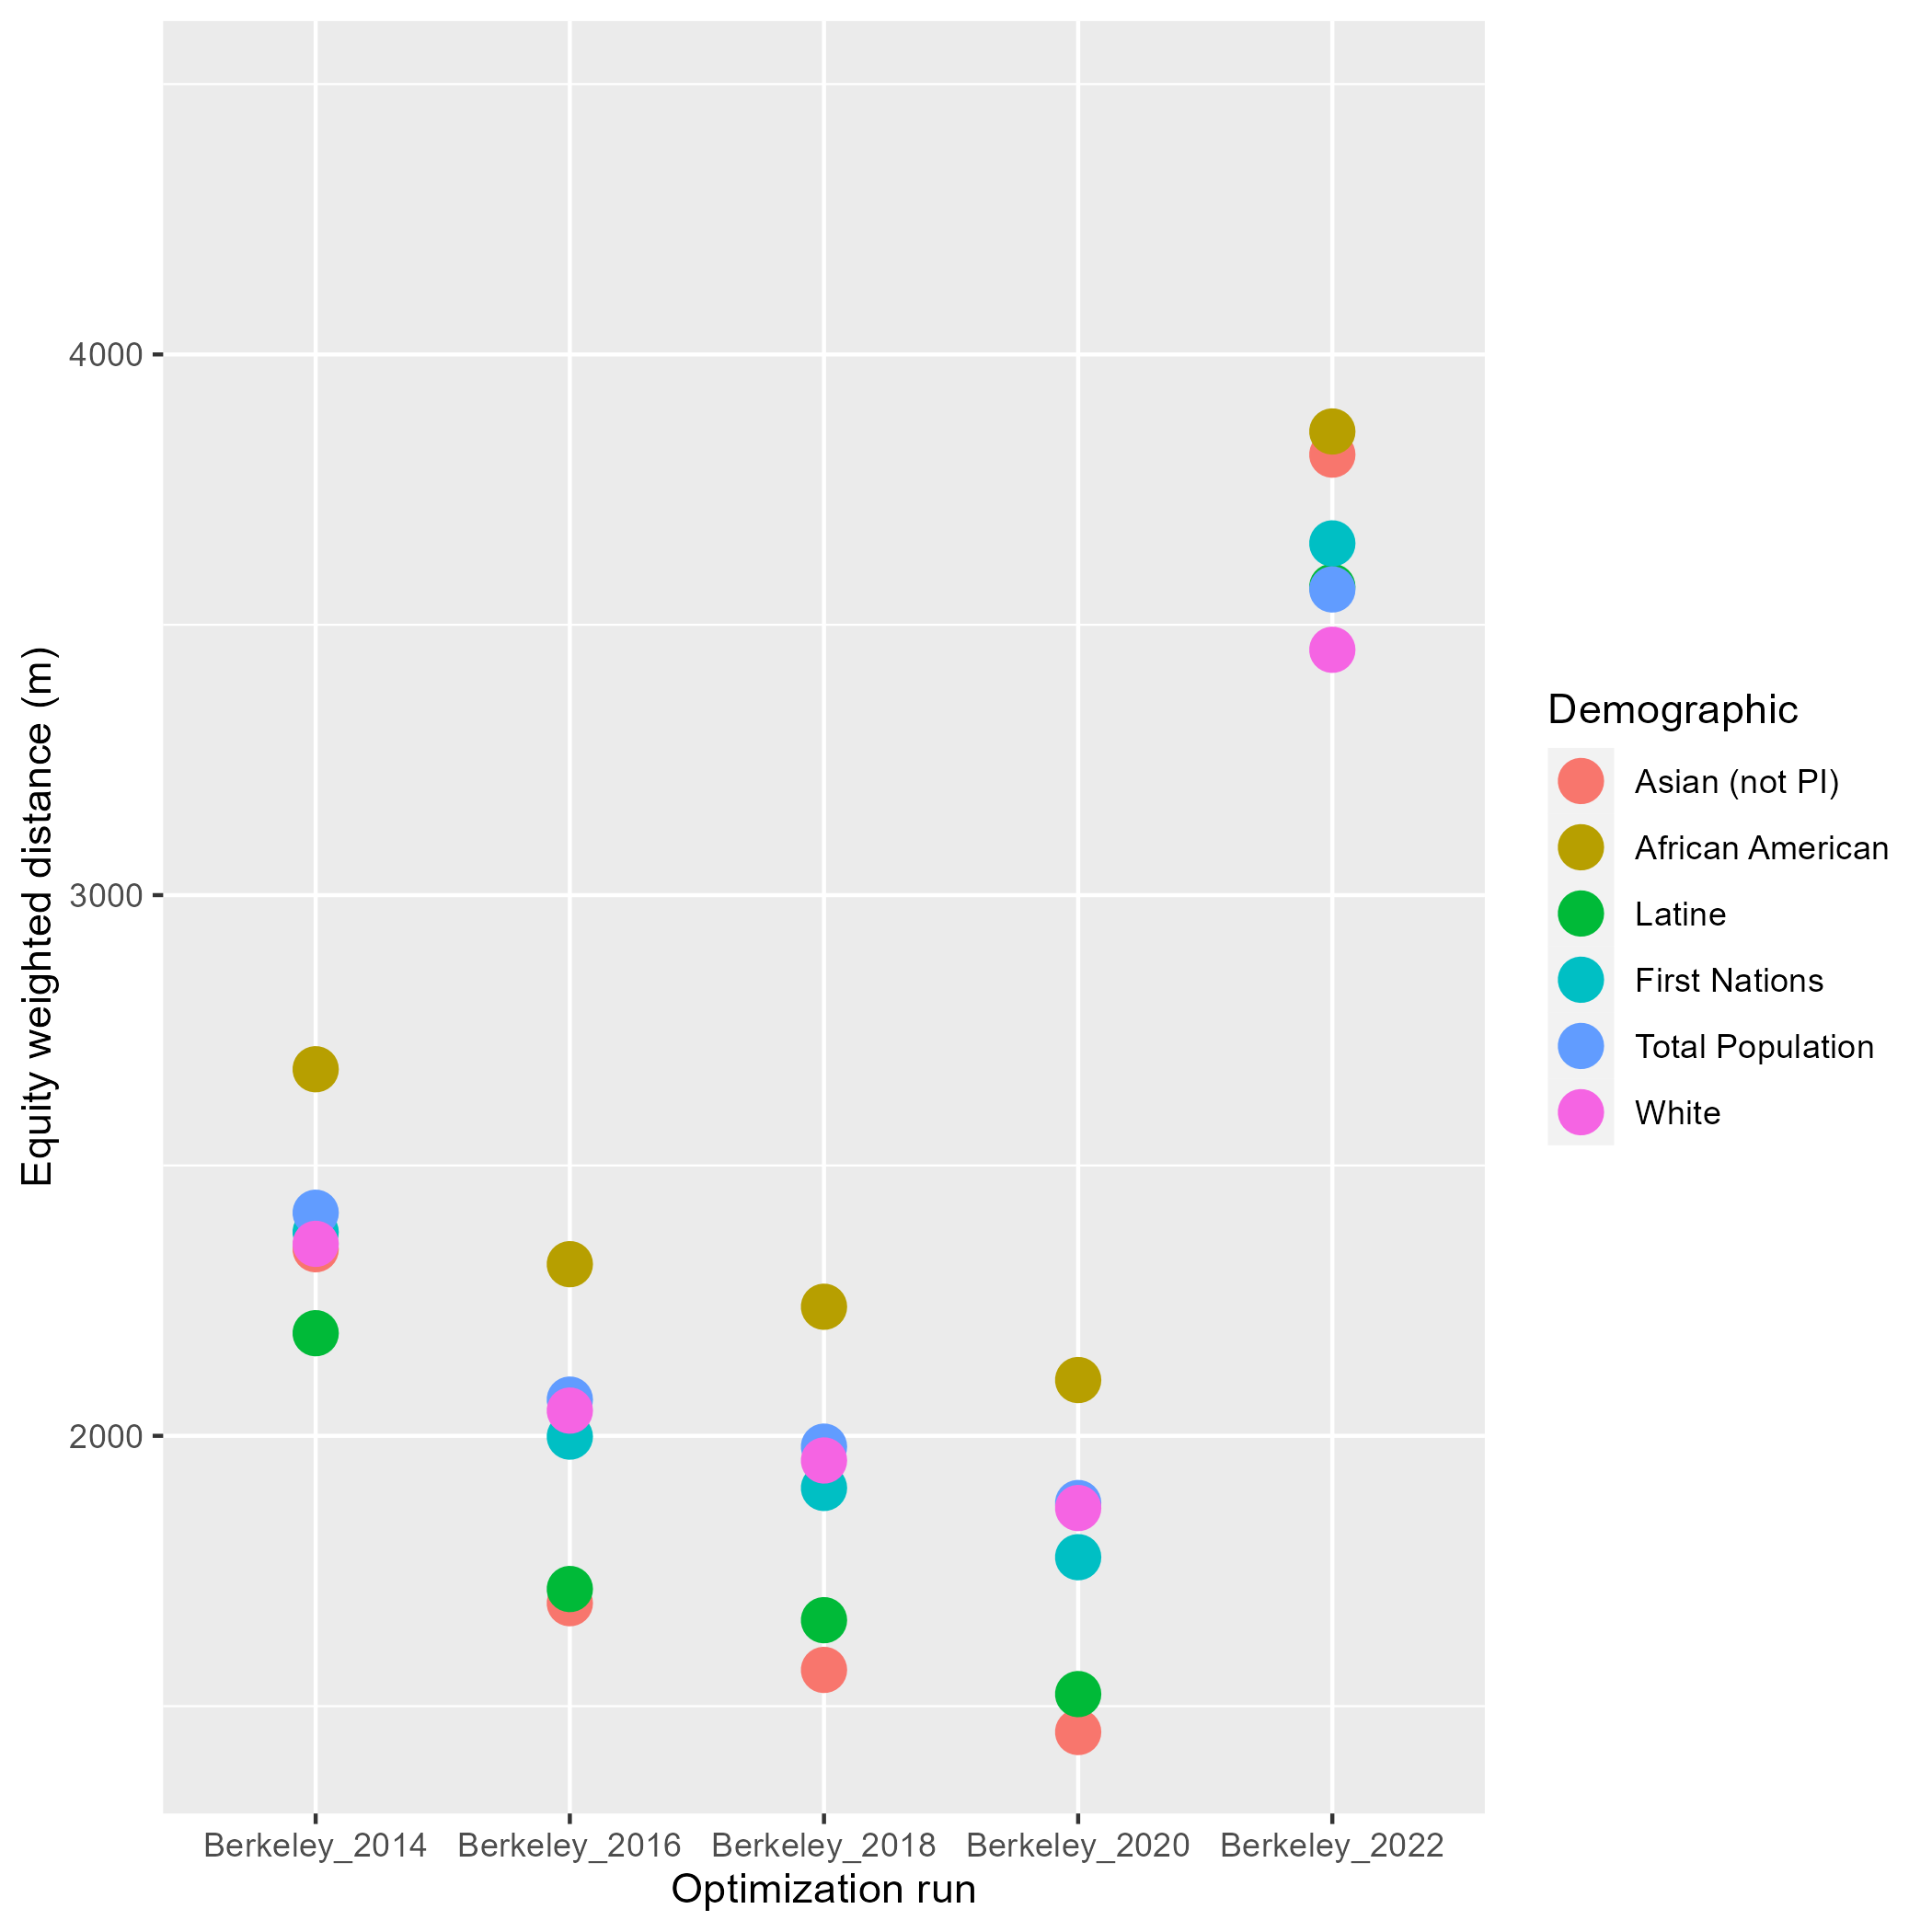 4000
3000
2000
Equity weighted distance (m)
Berkeley_2014
Berkeley_2016
Berkeley_2018
Berkeley_2020
Berkeley_2022
Optimization run
Demographic
Asian (not PI)
African American
Latine
First Nations
Total Population
White